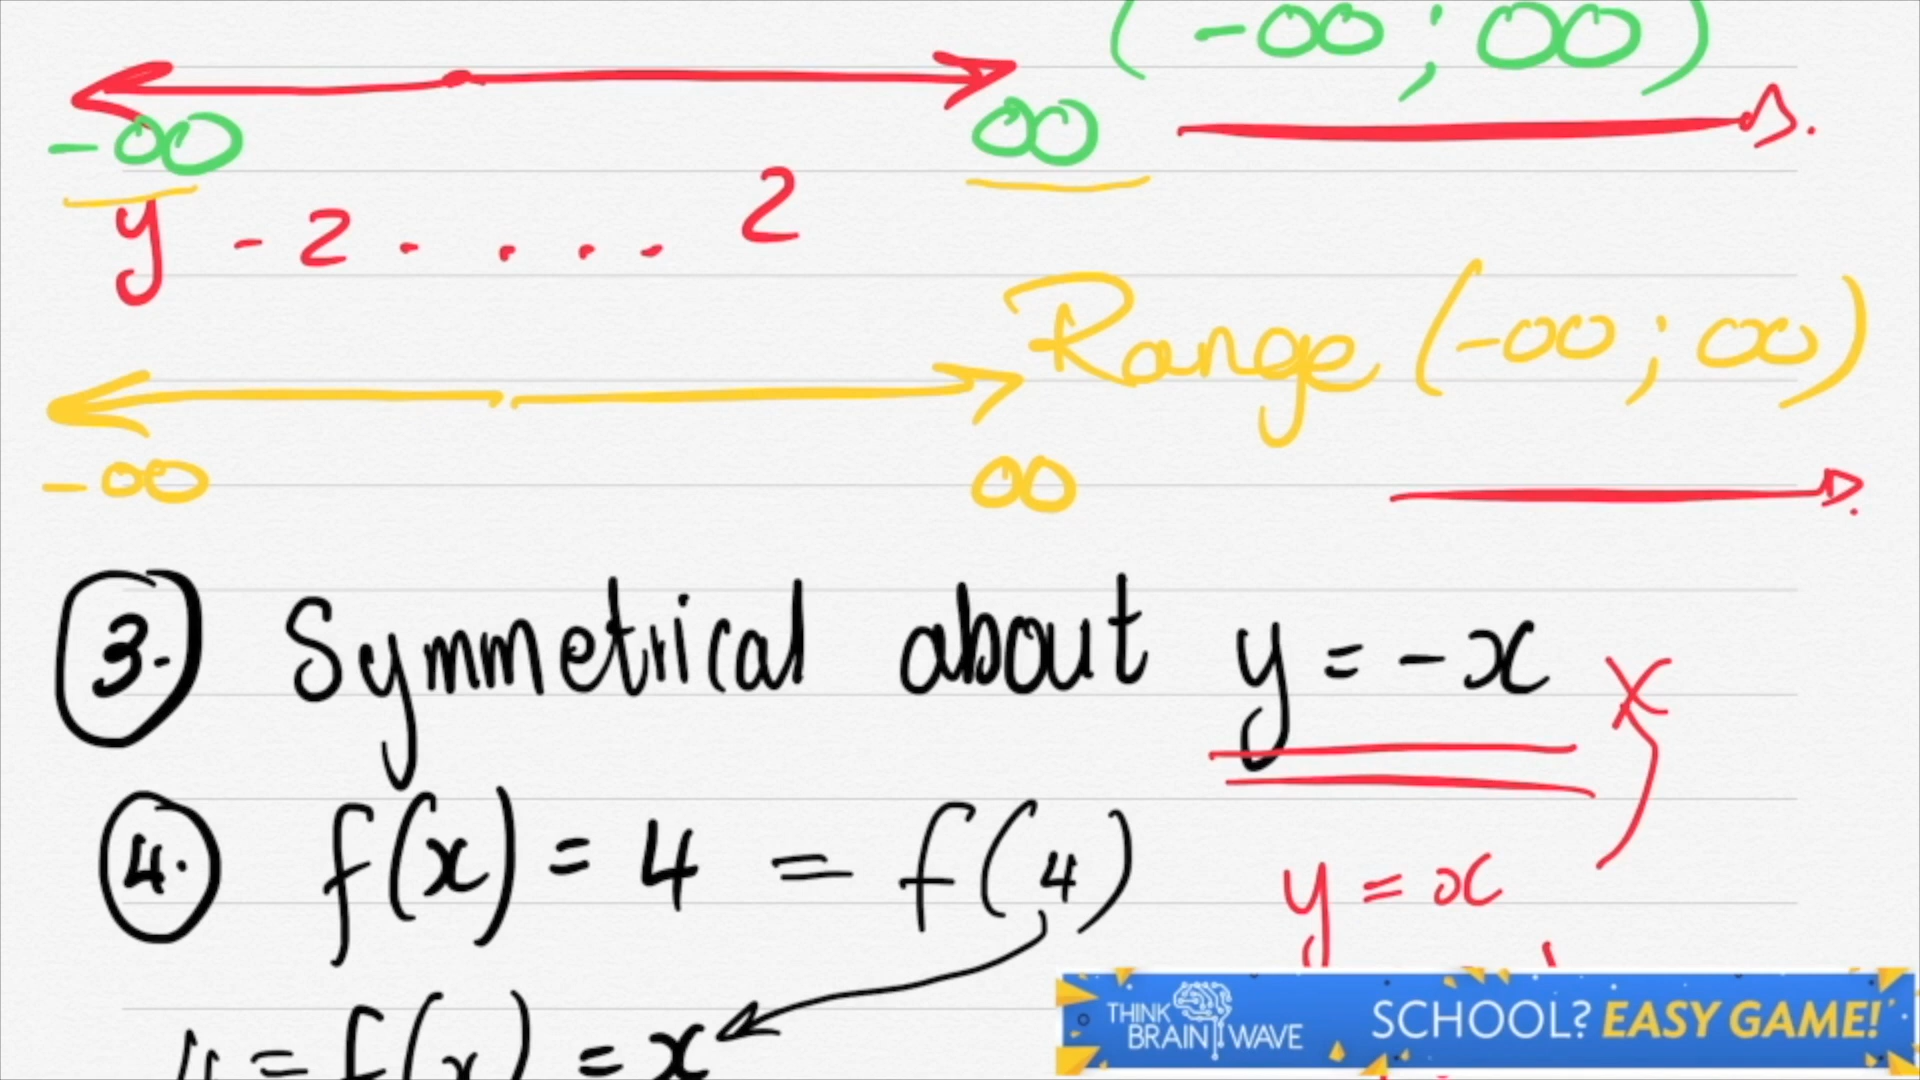 (-∞ ; ∞)
-∞ ∞
y -2 . . . . 2
Range (-∞ ; ∞)
-∞ ∞
3. Symmetrical about y = -x
4. f(x) = 4 = f(4)
y = x
y = f(x) = x
THINK BRAIN WAVE
SCHOOL? EASY GAME!